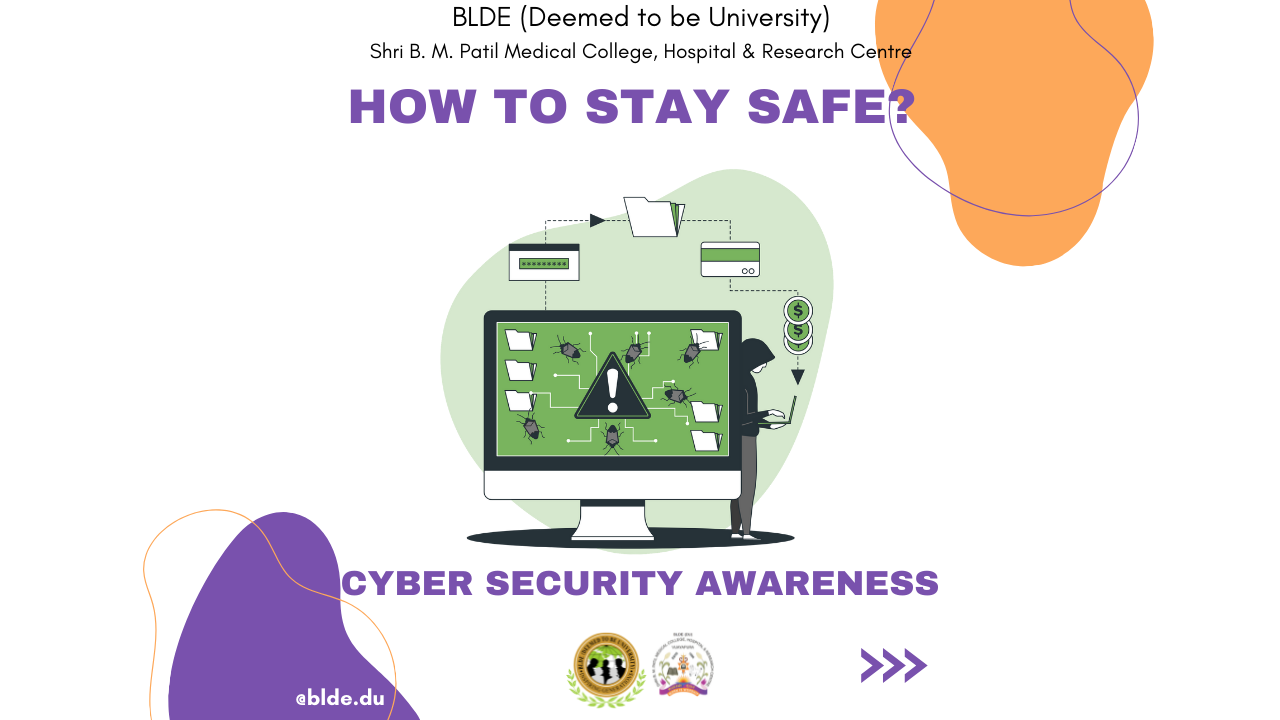 BLDE (Deemed to be University)
Shri B. M. Patil Medical College, Hospital & Research Centre
HOW TO STAY SAFE?
*********
$
$
CYBER SECURITY AWARENESS
@blde.du